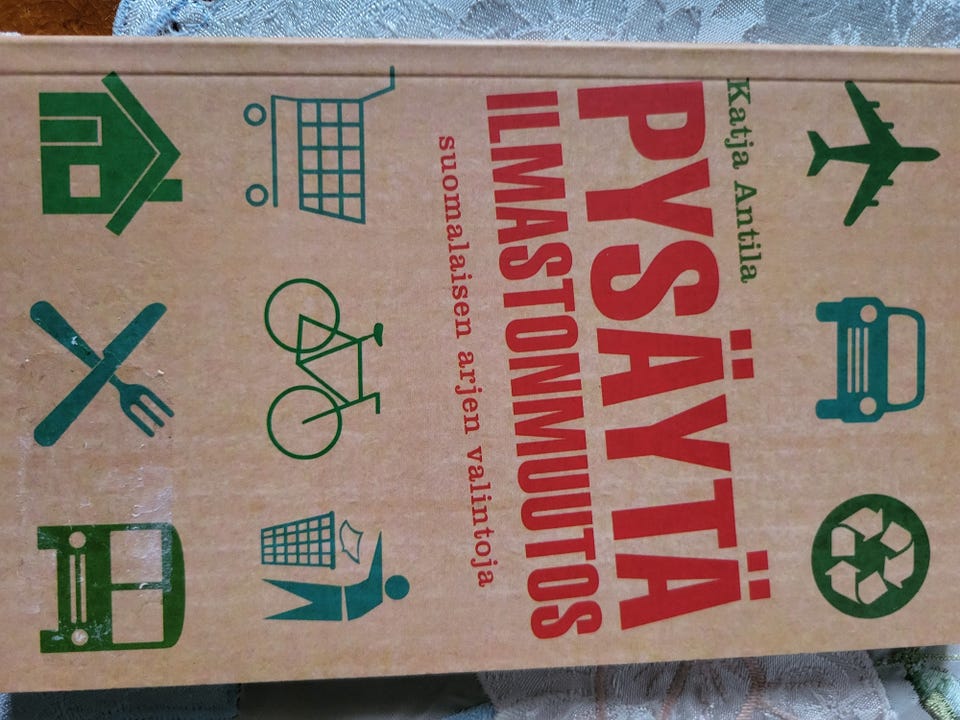 Katja Antila
PYSÄYTÄ
ILMASTONMUUTOS
suomalaisen arjen valintoja